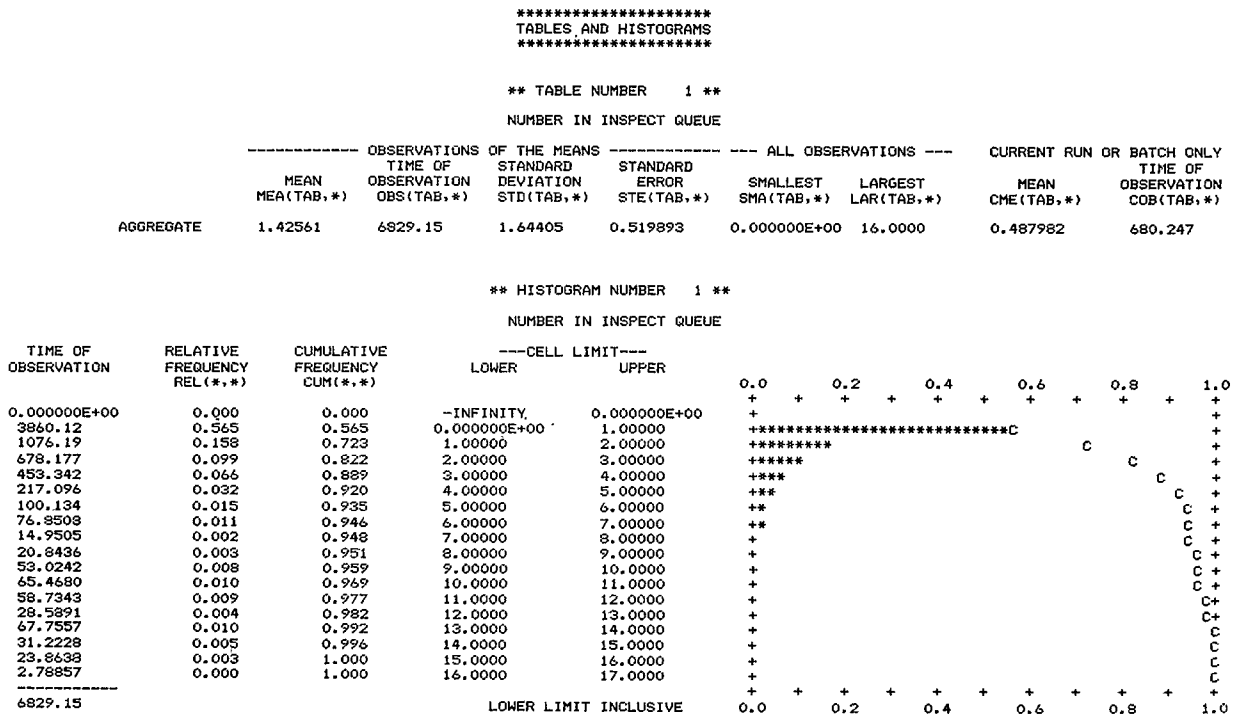 *********************
TABLES AND HISTOGRAMS
*********************
** TABLE NUMBER 1 **
NUMBER IN INSPECT QUEUE
------------ OBSERVATIONS OF THE MEANS ------------ --- ALL OBSERVATIONS --- CURRENT RUN OR BATCH ONLY
TIME OF STANDARD STANDARD TIME OF
MEAN OBSERVATION DEVIATION ERROR SMALLEST LARGEST MEAN OBSERVATION
MEA(TAB,*) OBS(TAB,*) STD(TAB,*) STE(TAB,*) SMA(TAB,*) LAR(TAB,*) CME(TAB,*) COB(TAB,*)
AGGREGATE 1.42561 6829.15 1.64405 0.519893 0.000000E+00 16.0000 0.487982 680.247
** HISTOGRAM NUMBER 1 **
NUMBER IN INSPECT QUEUE
TIME OF RELATIVE CUMULATIVE ---CELL LIMIT---
OBSERVATION FREQUENCY FREQUENCY LOWER UPPER
REL(*,*) CUM(*,*) 0.0 0.2 0.4 0.6 0.8 1.0
+ + + + + + + + + + +
0.000000E+00 0.000 0.000 -INFINITY 0.000000E+00 + +
3860.12 0.565 0.565 0.000000E+00 1.00000 +****************************C +
1076.19 0.158 0.723 1.00000 2.00000 +******** C +
678.177 0.099 0.822 2.00000 3.00000 +***** C +
453.342 0.066 0.889 3.00000 4.00000 +*** C +
217.096 0.032 0.920 4.00000 5.00000 +** C +
100.134 0.015 0.935 5.00000 6.00000 +* C +
76.8508 0.011 0.946 6.00000 7.00000 +* C +
14.9505 0.002 0.948 7.00000 8.00000 + C +
20.8436 0.003 0.951 8.00000 9.00000 + C +
53.0242 0.008 0.959 9.00000 10.0000 + C +
65.4680 0.010 0.969 10.0000 11.0000 + C +
58.7343 0.009 0.977 11.0000 12.0000 + C+
28.5891 0.004 0.982 12.0000 13.0000 + C+
67.7557 0.010 0.992 13.0000 14.0000 + C
31.2228 0.005 0.996 14.0000 15.0000 + C
23.8638 0.003 1.000 15.0000 16.0000 + C
2.78857 0.000 1.000 16.0000 17.0000 + C
----------- + + + + + + + + + + +
6829.15 LOWER LIMIT INCLUSIVE 0.0 0.2 0.4 0.6 0.8 1.0